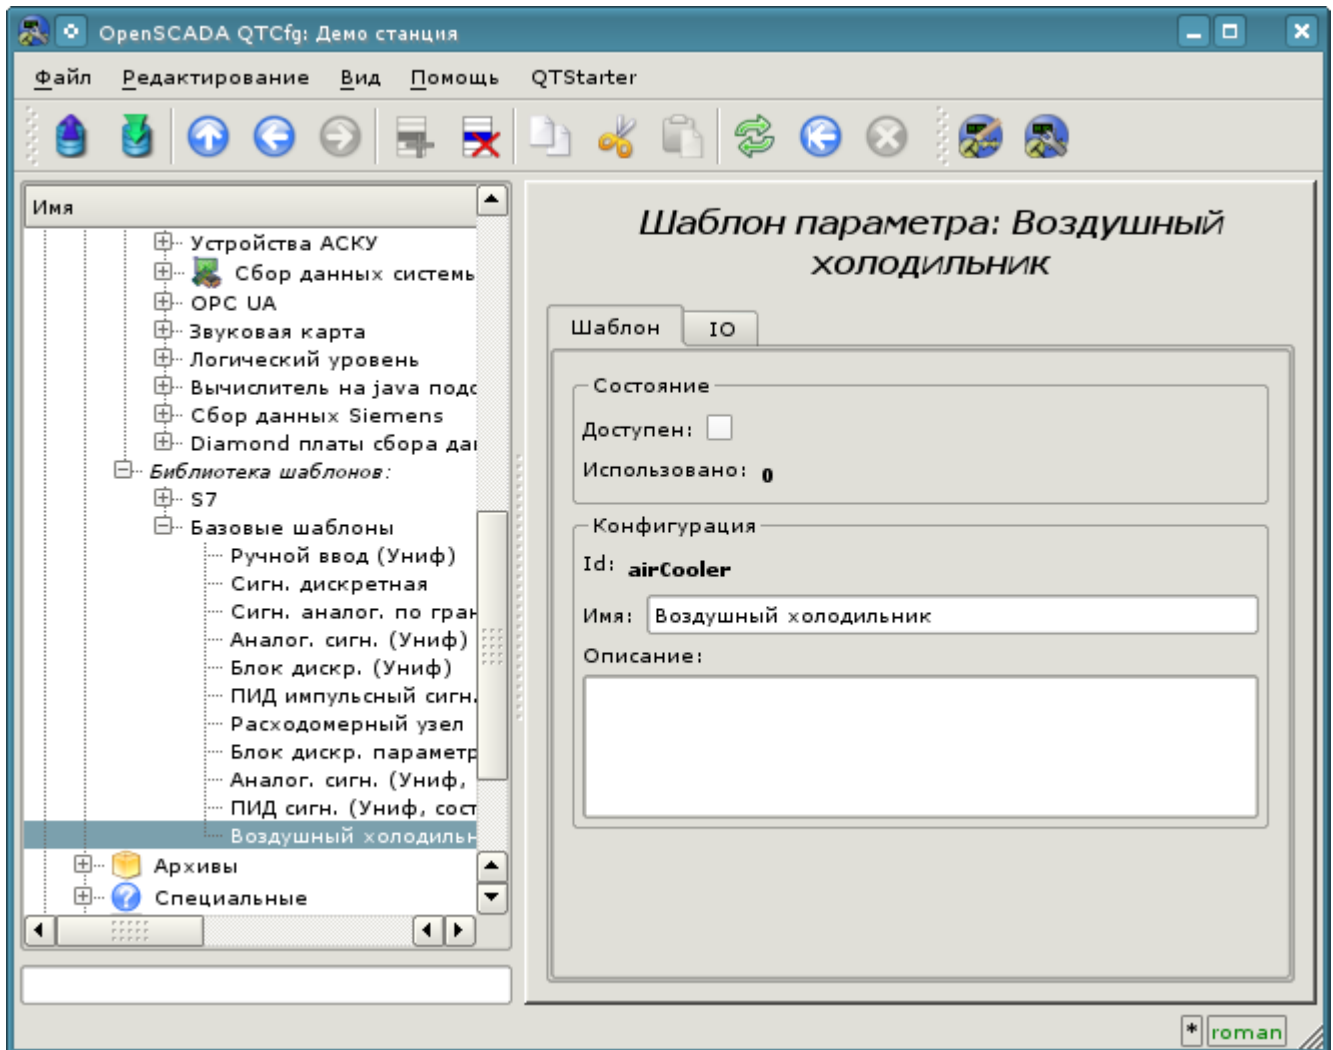 OpenSCADA QTCfg: Демо станция
Файл Редактирование Вид Помощь QTStarter
Имя
Устройства АСКУ
Сбор данных системы
OPC UA
Звуковая карта
Логический уровень
Вычислитель на java подо
Сбор данных Siemens
Diamond платы сбора да
Библиотека шаблонов:
S7
Базовые шаблоны
Ручной ввод (Униф)
Сигн. дискретная
Сигн. аналог. по гран
Аналог. сигн. (Униф)
Блок дискр. (Униф)
ПИД импульсный сигн.
Расходомерный узел
Блок дискр. параметр
Аналог. сигн. (Униф,
ПИД сигн. (Униф, сост
Воздушный холодильн
Архивы
Специальные
Шаблон параметра: Воздушный
холодильник
Шаблон IO
Состояние
Доступен:
Использовано: 0
Конфигурация
Id: airCooler
Имя: Воздушный холодильник
Описание:
* roman